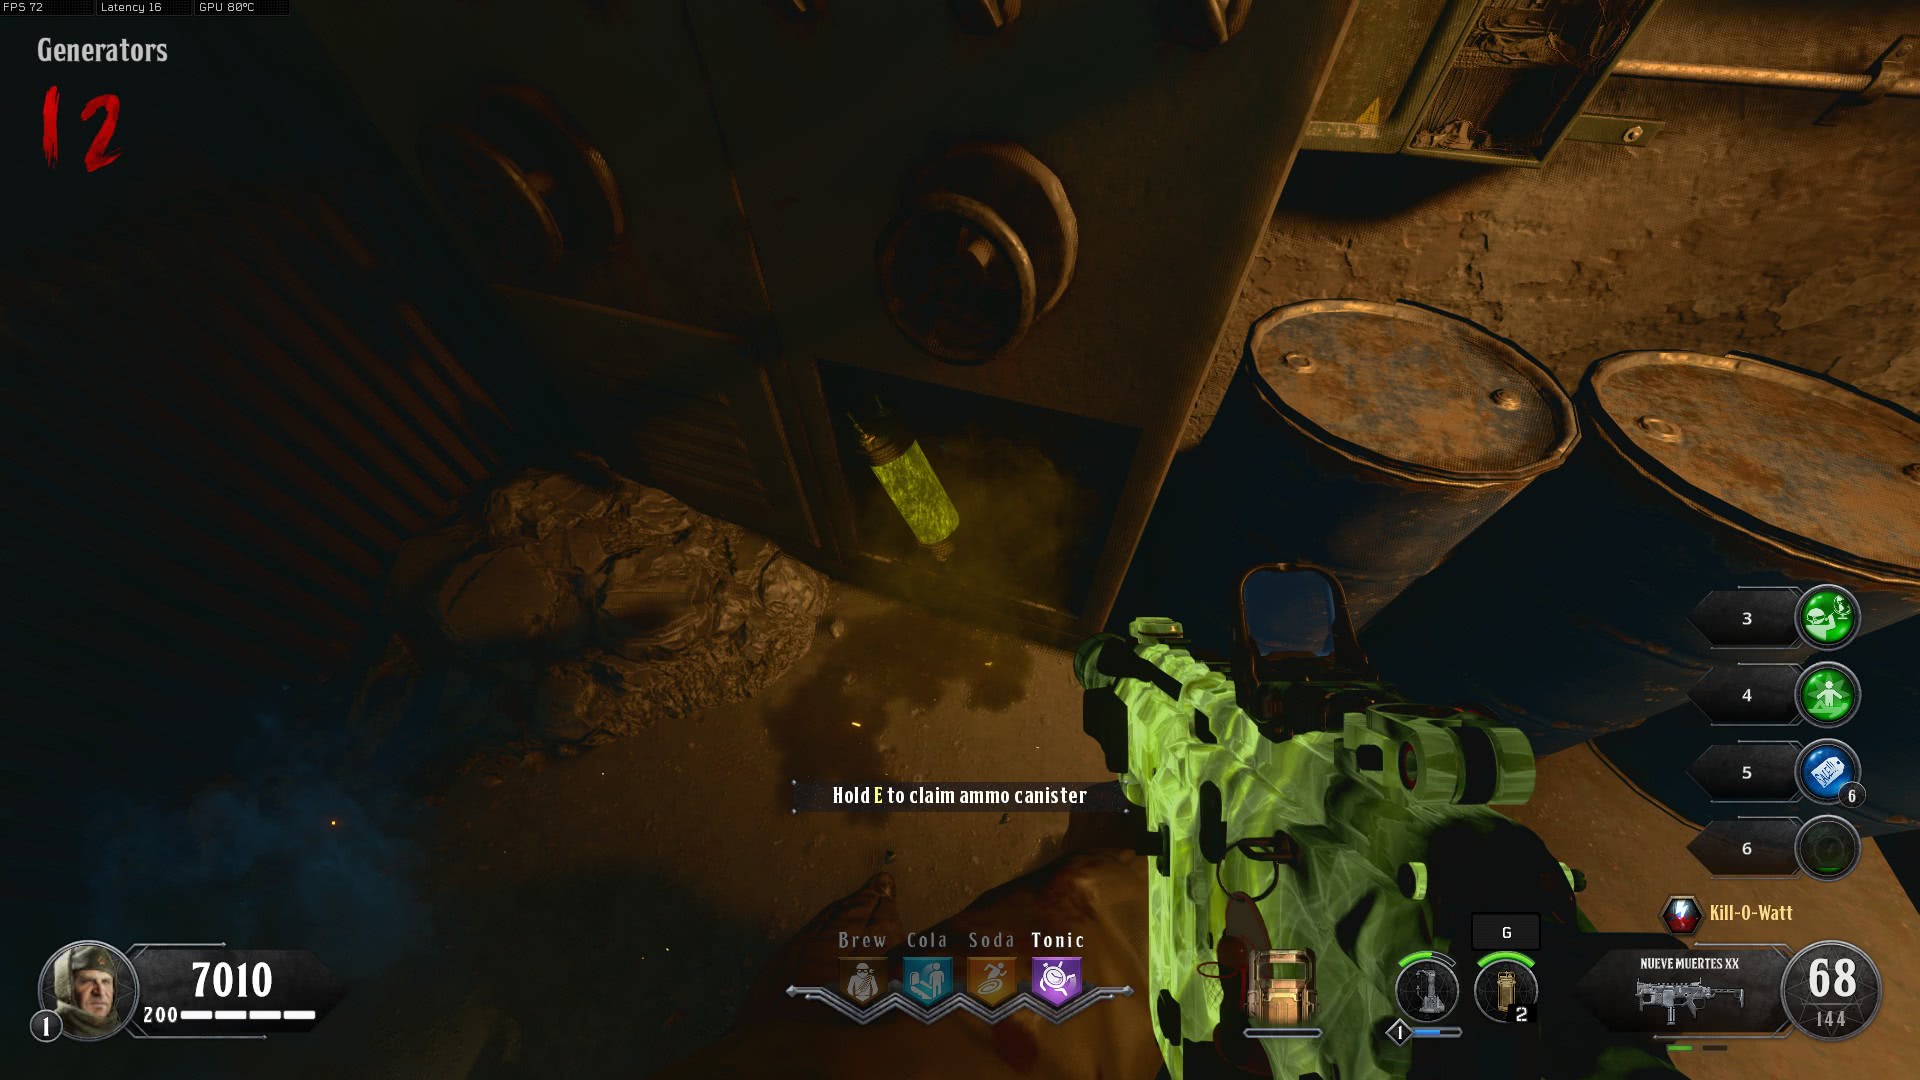 FPS 72 Latency 16 GPU 80°C
Generators
12
Hold E to claim ammo canister
3
4
5
6
6
Kill-O-Watt
G
Brew Cola Soda Tonic
7010
200
1
1
2
NUEVE MUERTES XX
68
144